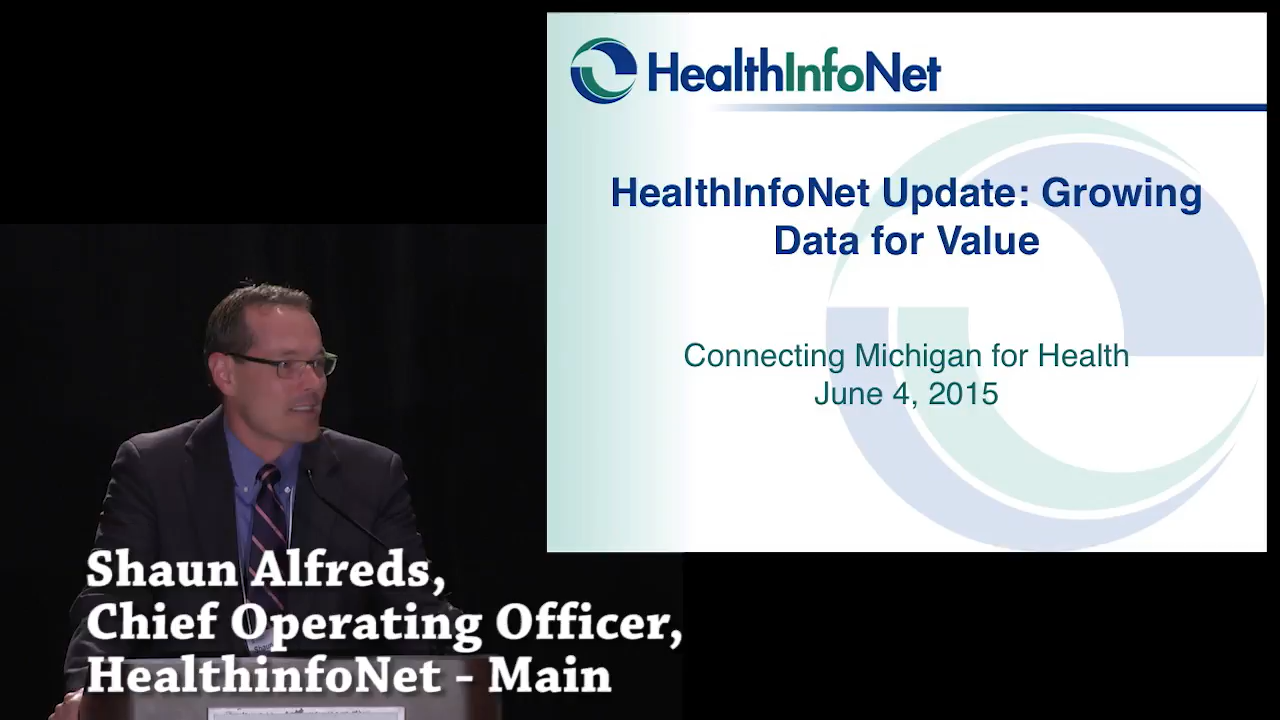 HealthInfoNet
HealthInfoNet Update: Growing
Data for Value
Connecting Michigan for Health
June 4, 2015
Shaun Alfreds,
Chief Operating Officer,
HealthinfoNet - Main